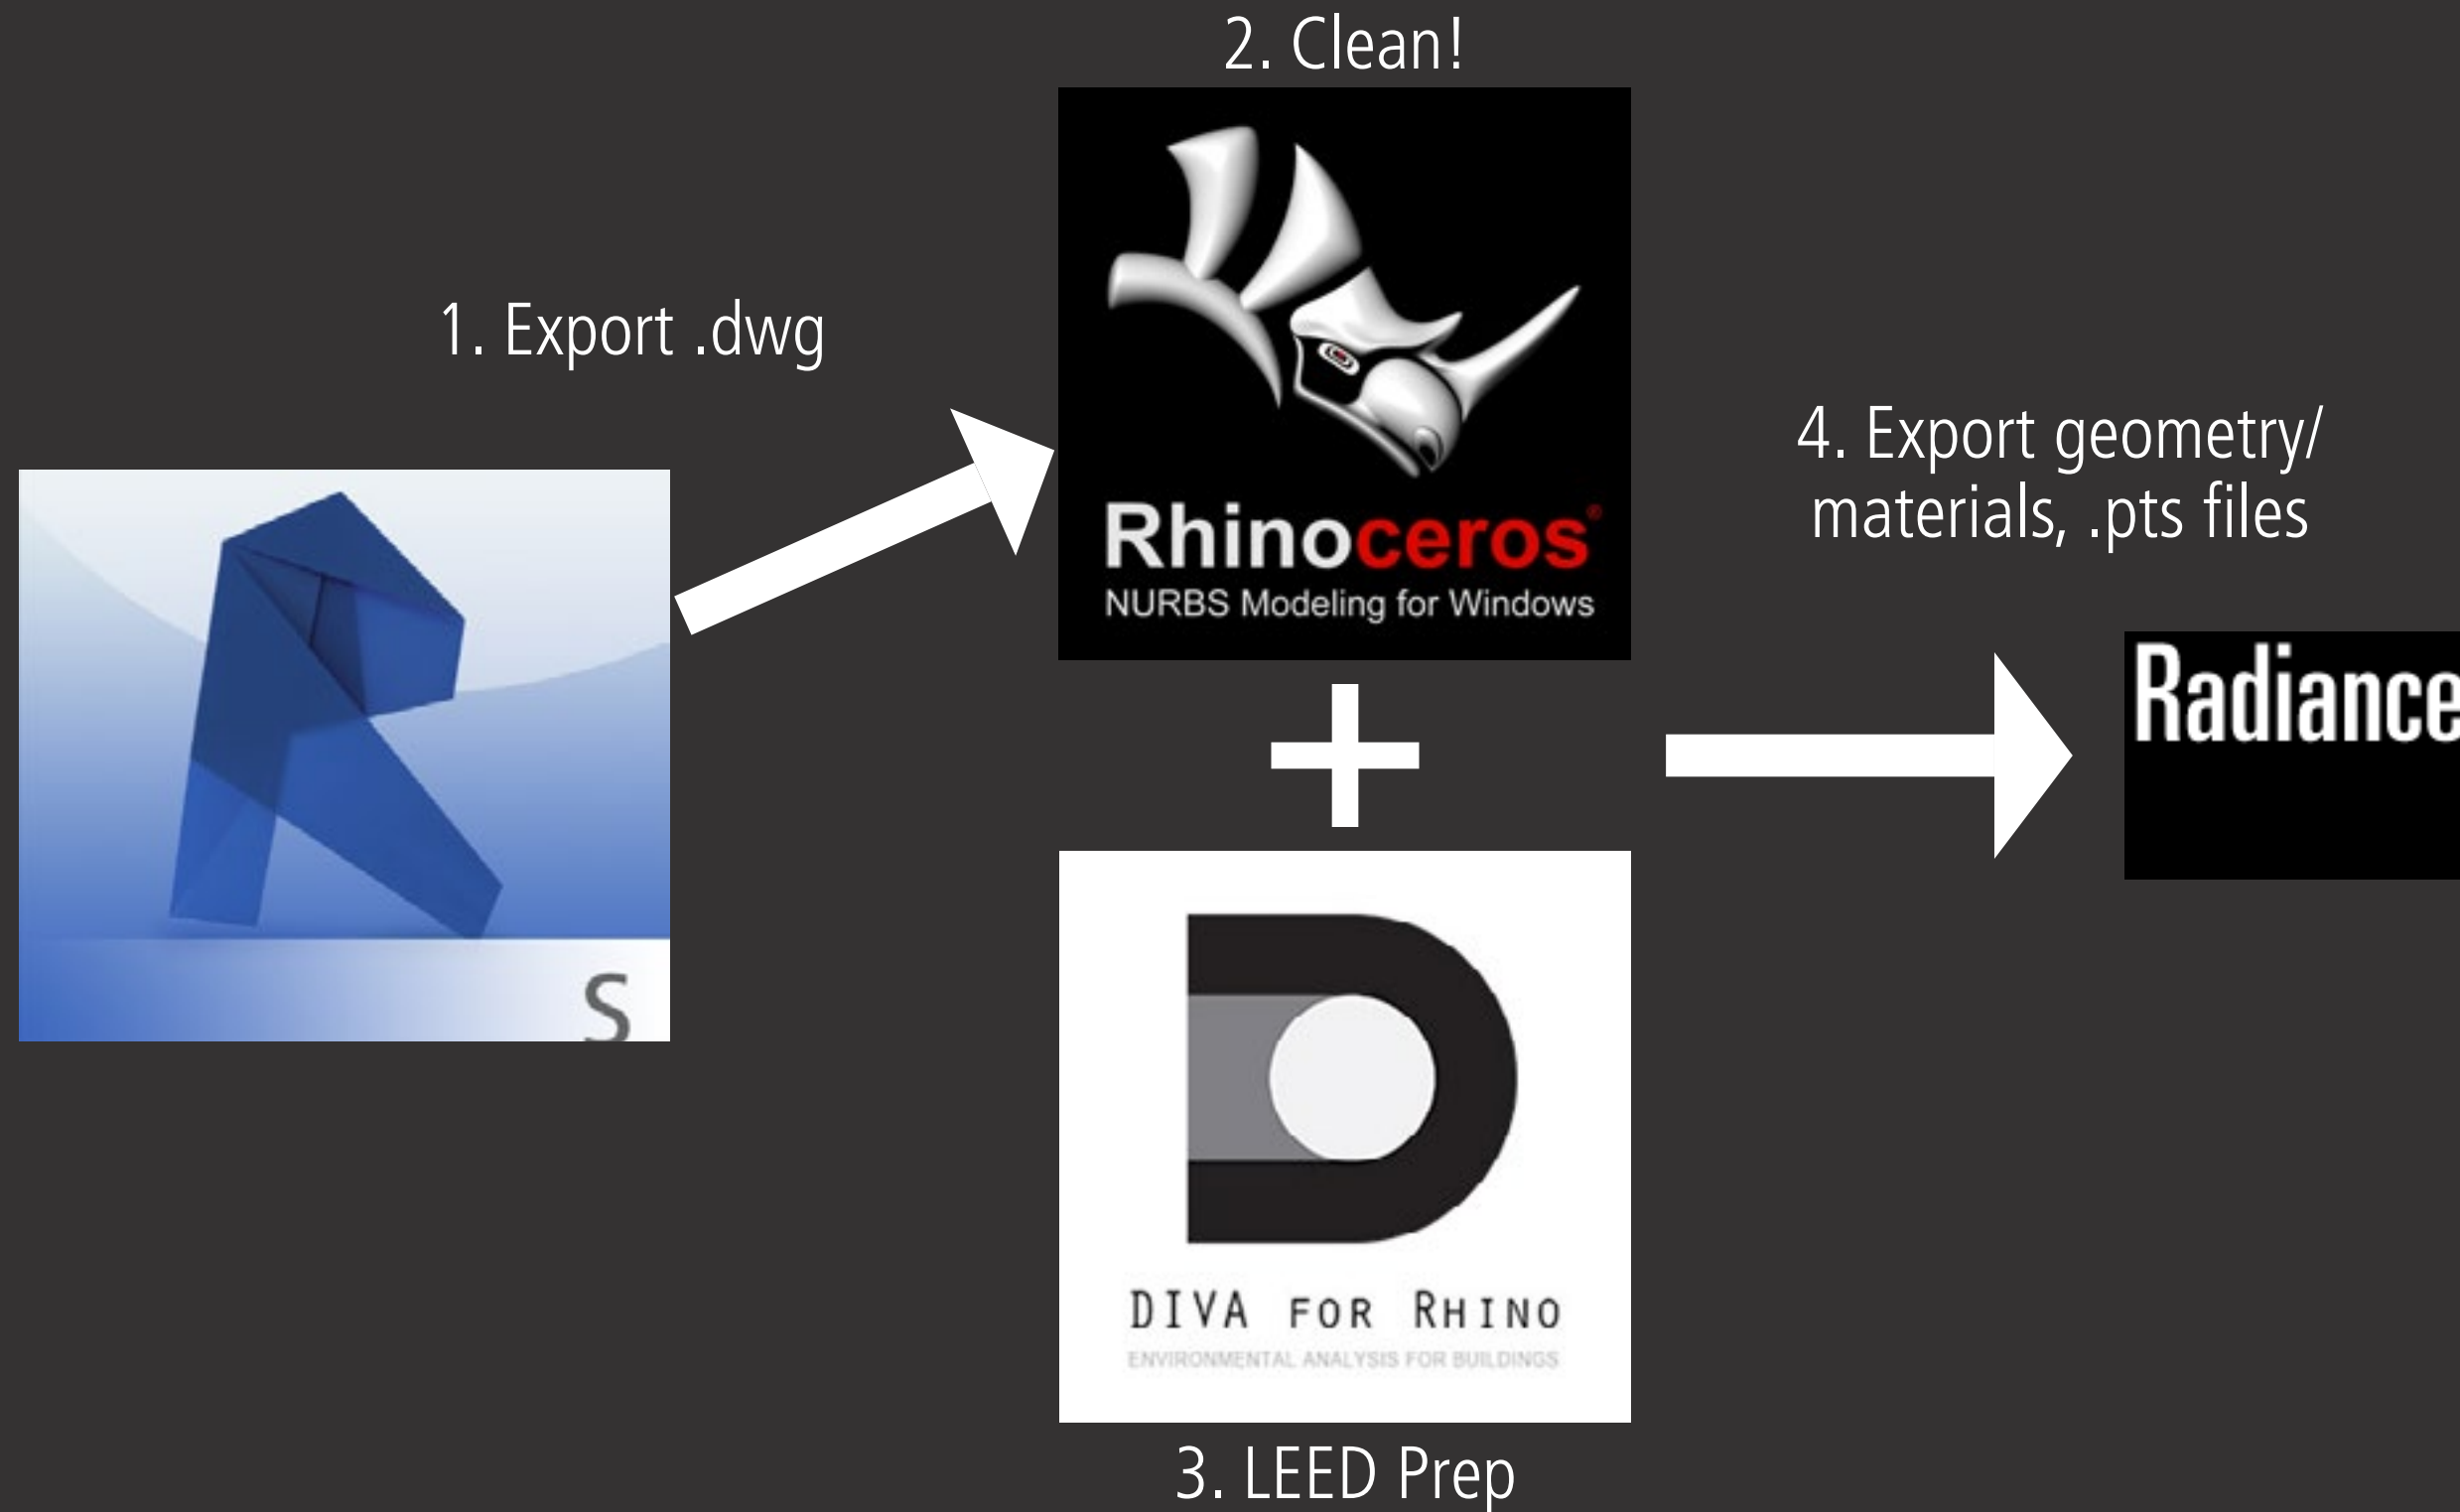 1. Export .dwg
2. Clean!
Rhinoceros®
NURBS Modeling for Windows
S
DIVA FOR RHINO
ENVIRONMENTAL ANALYSIS FOR BUILDINGS
3. LEED Prep
4. Export geometry/
materials, .pts files
Radiance